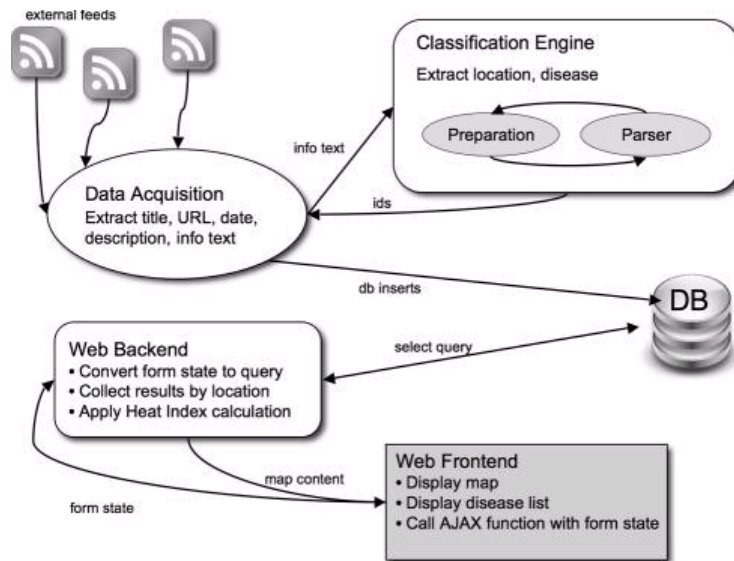 external feeds
Classification Engine
Extract location, disease
Preparation
Parser
info text
Data Acquisition
Extract title, URL, date,
description, info text
ids
db inserts
DB
Web Backend
• Convert form state to query
• Collect results by location
• Apply Heat Index calculation
select query
map content
form state
Web Frontend
• Display map
• Display disease list
• Call AJAX function with form state